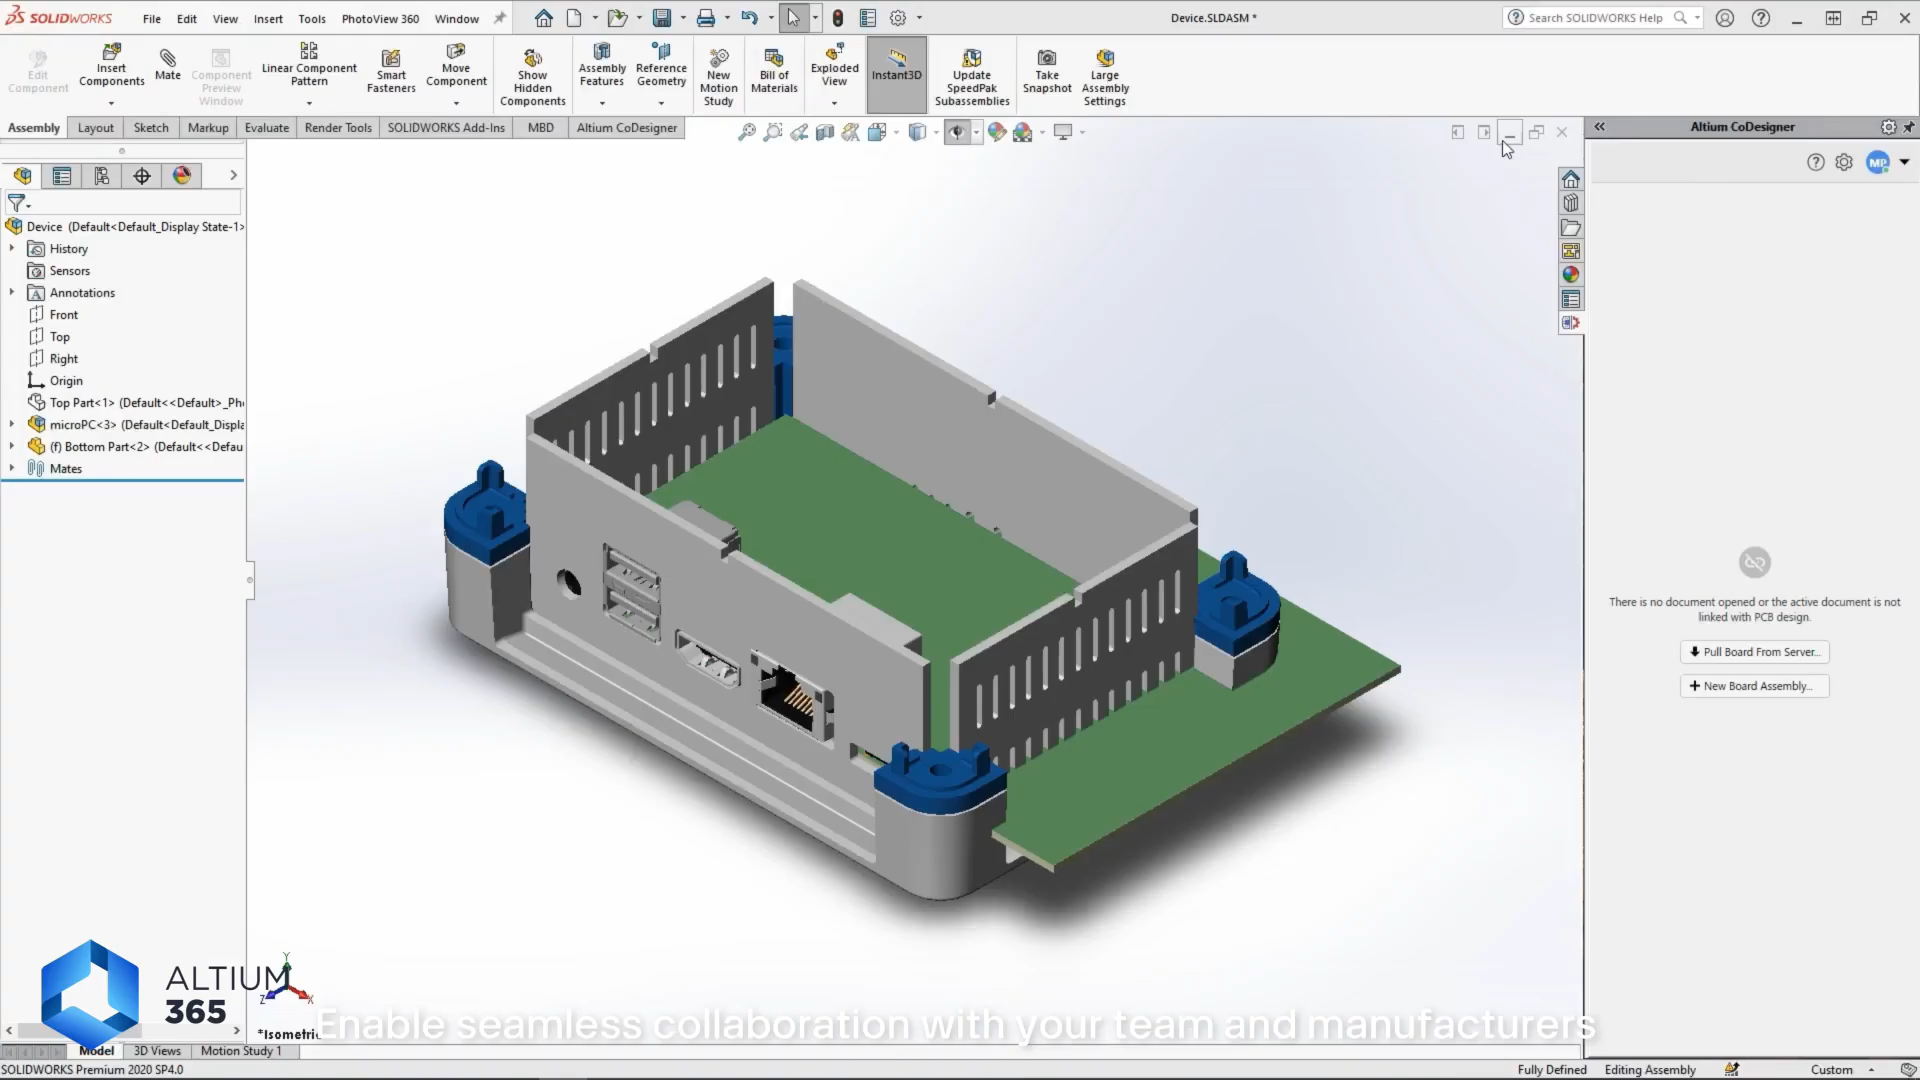 SOLIDWORKS
File Edit View Insert Tools PhotoView 360 Window
Device.SLDASM *
Search SOLIDWORKS Help
Edit Component
Insert Components
Mate
Component Preview Window
Linear Component Pattern
Smart Fasteners
Move Component
Show Hidden Components
Assembly Features
Reference Geometry
New Motion Study
Bill of Materials
Exploded View
Instant3D
Update SpeedPak Subassemblies
Take Snapshot
Large Assembly Settings
Assembly Layout Sketch Markup Evaluate Render Tools SOLIDWORKS Add-Ins MBD Altium CoDesigner
Altium CoDesigner
MP
Device (Default<Default_Display State-1>
History
Sensors
Annotations
Front
Top
Right
Origin
Top Part<1> (Default<<Default>_Ph
microPC<3> (Default<Default_Displa
(f) Bottom Part<2> (Default<<Defau
Mates
There is no document opened or the active document is not
linked with PCB design.
Pull Board From Server...
New Board Assembly...
ALTIUM
365
Y
Z
X
*Isometric
Enable seamless collaboration with your team and manufacturers
Model 3D Views Motion Study 1
SOLIDWORKS Premium 2020 SP4.0
Fully Defined Editing Assembly Custom